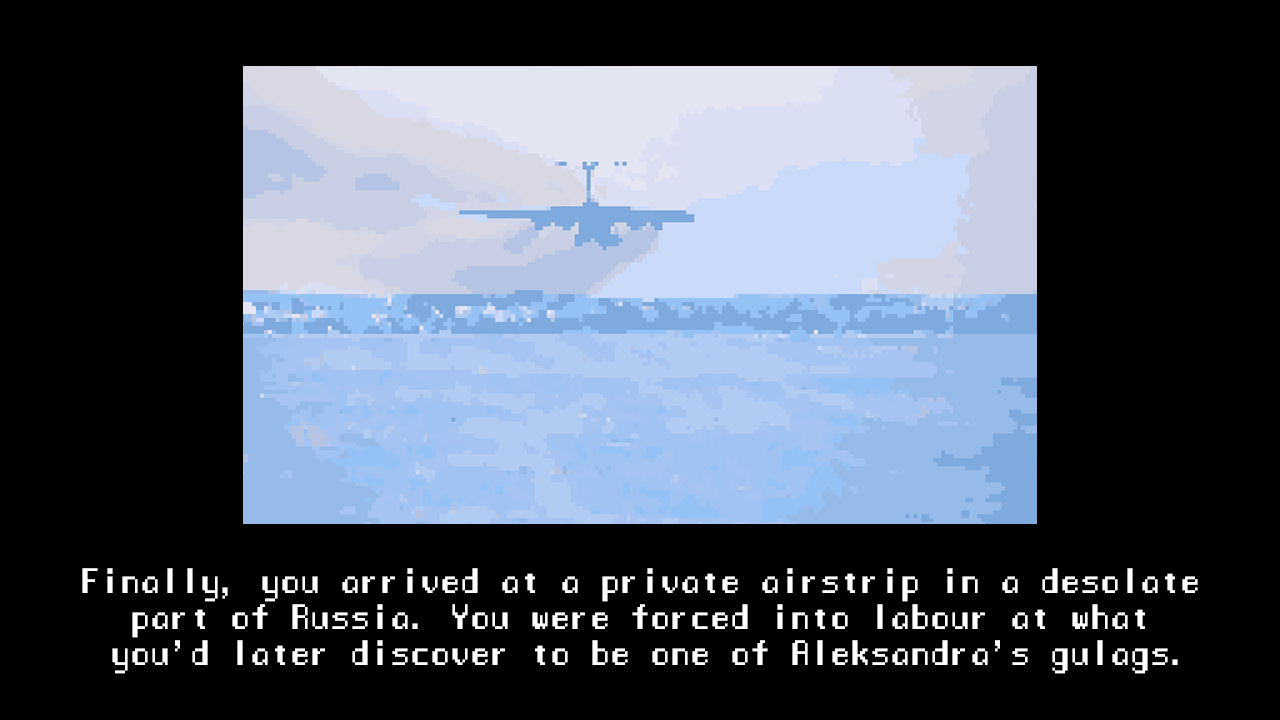 Finally, you arrived at a private airstrip in a desolate
part of Russia. You were forced into labour at what
you'd later discover to be one of Aleksandra's gulags.